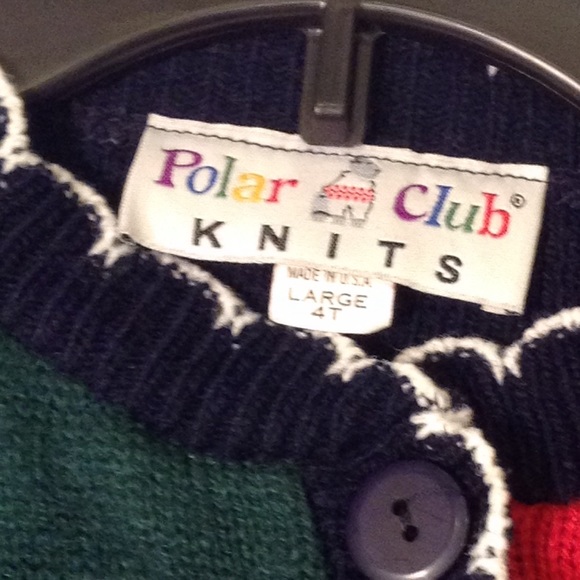 Polar Club®
KNITS
MADE IN U.S.A.
LARGE
4T